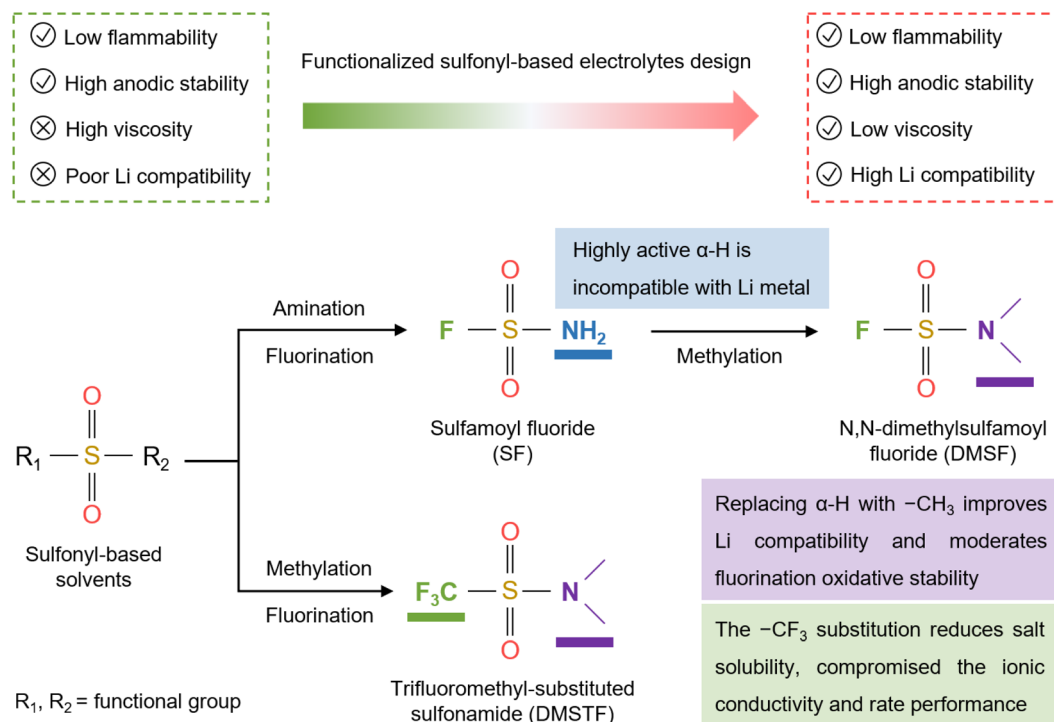 Low flammability
High anodic stability
High viscosity
Poor Li compatibility
Functionalized sulfonyl-based electrolytes design
Low flammability
High anodic stability
Low viscosity
High Li compatibility
Highly active α-H is
incompatible with Li metal
Amination
Fluorination
O
F S NH₂
O
Methylation
O
F S N
O
Sulfamoyl fluoride
(SF)
N,N-dimethylsulfamoyl
fluoride (DMSF)
O
R₁ S R₂
O
Sulfonyl-based
solvents
Methylation
Fluorination
O
F₃C S N
O
Trifluoromethyl-substituted
sulfonamide (DMSTF)
Replacing α-H with −CH₃ improves
Li compatibility and moderates
fluorination oxidative stability
The −CF₃ substitution reduces salt
solubility, compromised the ionic
conductivity and rate performance
R₁, R₂ = functional group